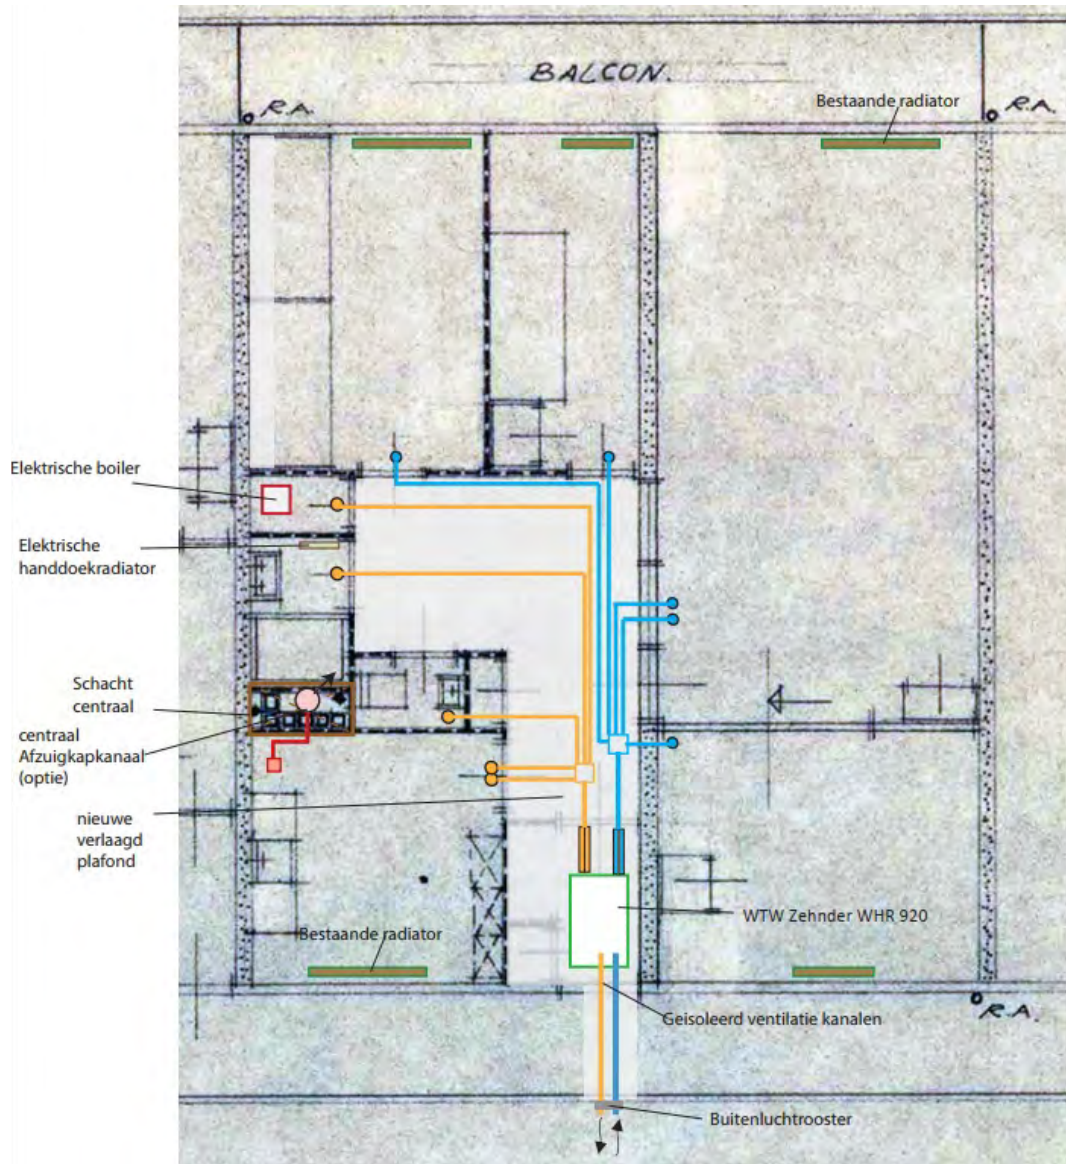 BALCON.
Bestaande radiator
R.A.
R.A.
Elektrische boiler
Elektrische
handdoekradiator
Schacht
centraal
centraal
Afzuigkapkanaal
(optie)
nieuwe
verlaagd
plafond
WTW Zehnder WHR 920
Bestaande radiator
Geisoleerd ventilatie kanalen
R.A.
Buitenluchtrooster